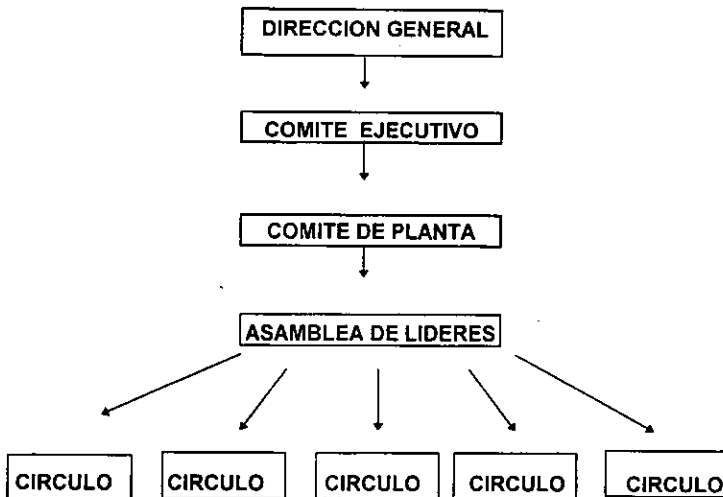 DIRECCION GENERAL
COMITE EJECUTIVO
COMITE DE PLANTA
ASAMBLEA DE LIDERES
CIRCULO CIRCULO CIRCULO CIRCULO CIRCULO